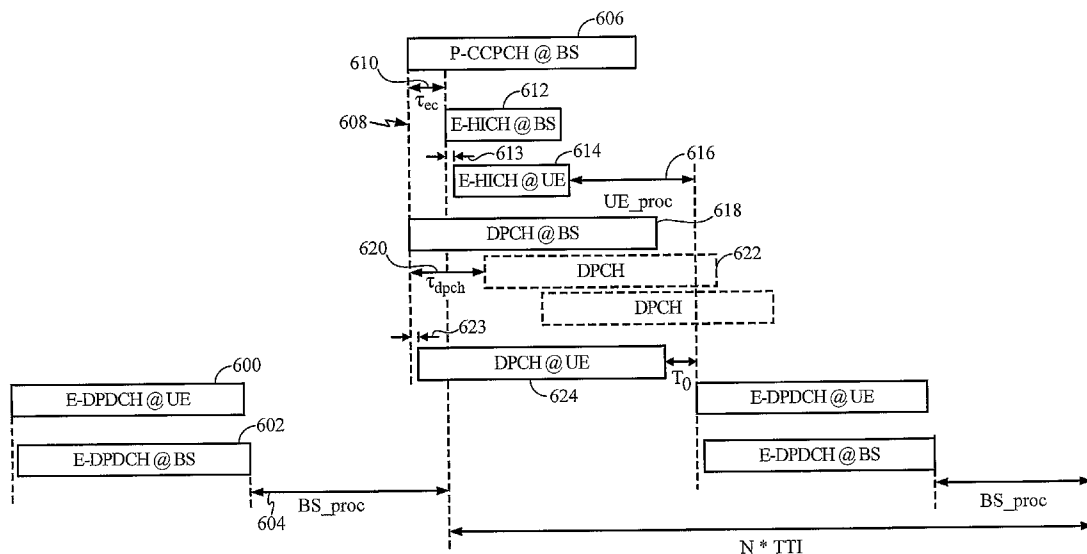 606
P-CCPCH @ BS
610
612
τec
608
E-HICH @ BS
613
614
616
E-HICH @ UE
UE_proc
618
DPCH @ BS
620
622
DPCH
τdpch
DPCH
623
DPCH @ UE
T0
600
624
E-DPDCH @ UE
E-DPDCH @ UE
602
E-DPDCH @ BS
E-DPDCH @ BS
604
BS_proc
BS_proc
N * TTI